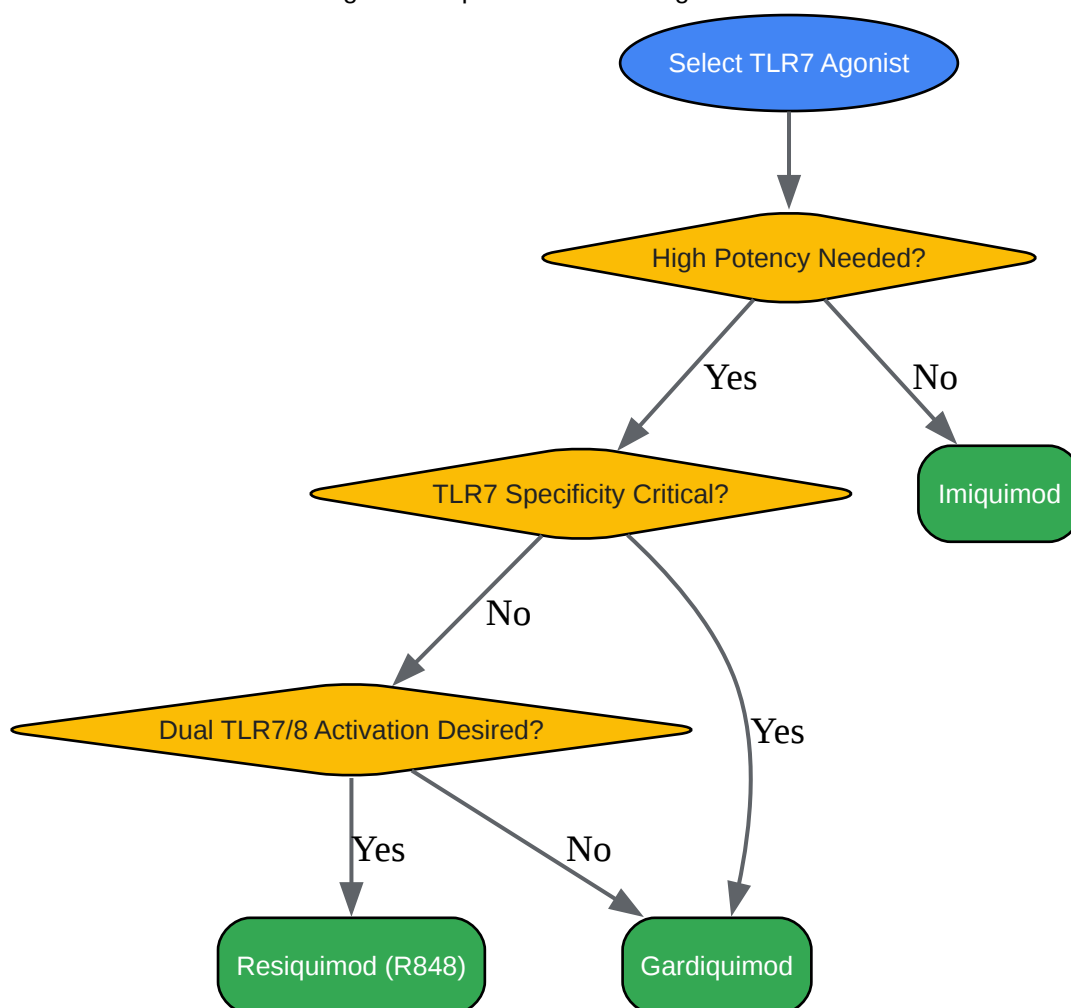 Select TLR7 Agonist
High Potency Needed?
Yes
No
TLR7 Specificity Critical?
Imiquimod
No
Dual TLR7/8 Activation Desired?
Yes
Yes
No
Resiquimod (R848)
Gardiquimod